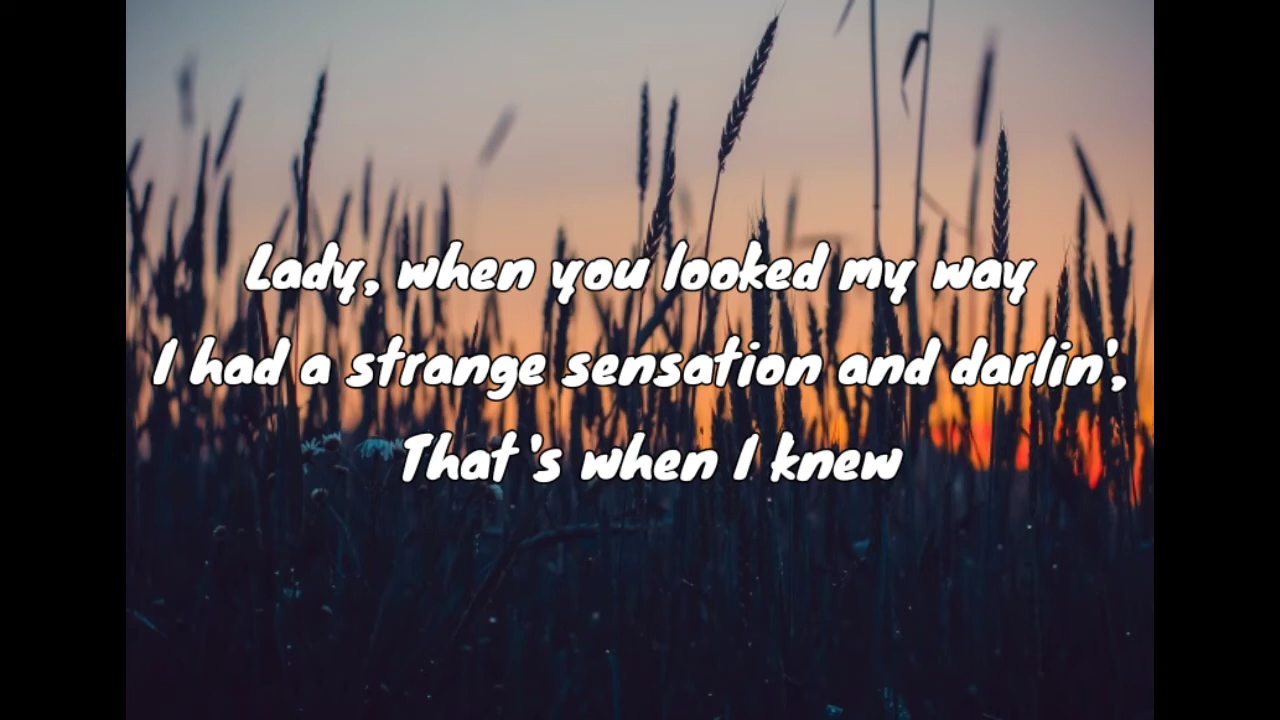 Lady, when you looked my way
I had a strange sensation and darlin',
That's when I knew